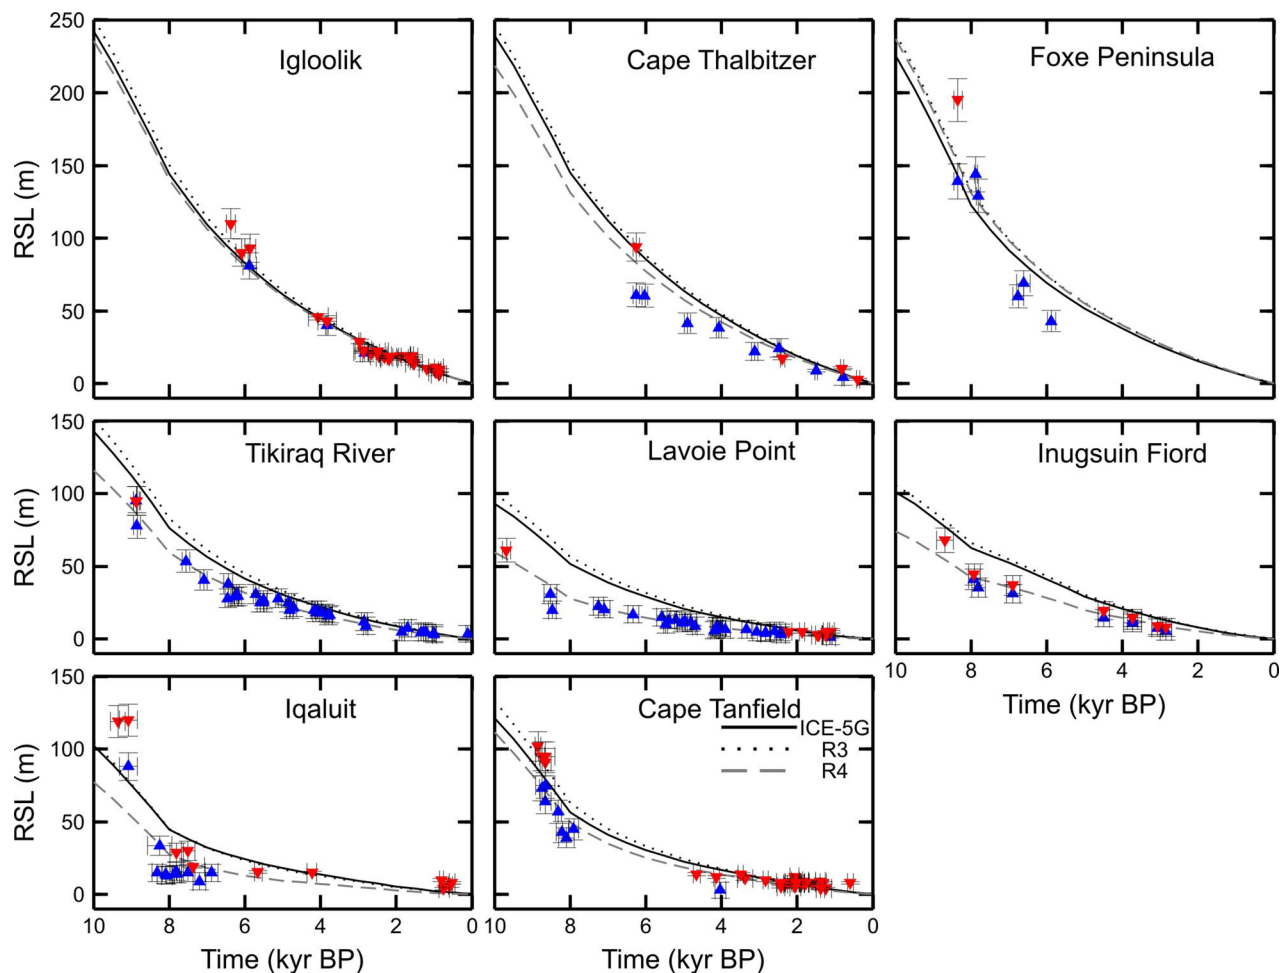 250
200
150
100
50
0
RSL (m)
Igloolik
Cape Thalbitzer
Foxe Peninsula
150
100
50
0
RSL (m)
Tikiraq River
Lavoie Point
Inugsuin Fiord
10 8 6 4 2 0
Time (kyr BP)
150
100
50
0
RSL (m)
Iqaluit
Cape Tanfield
ICE-5G
R3
R4
10 8 6 4 2 0
Time (kyr BP)
10 8 6 4 2 0
Time (kyr BP)